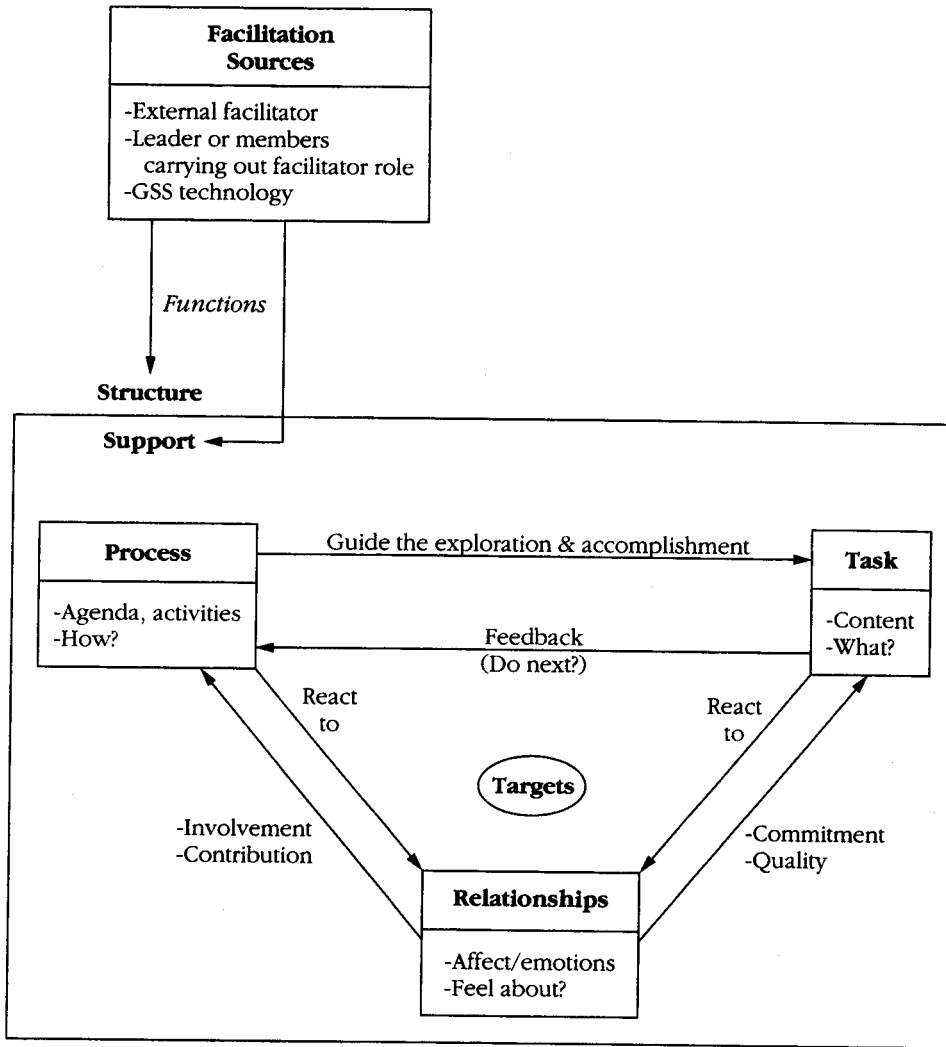 Facilitation
Sources
-External facilitator
-Leader or members
carrying out facilitator role
-GSS technology
Functions
Structure
Support
Process
-Agenda, activities
-How?
Guide the exploration & accomplishment
Task
-Content
-What?
Feedback
(Do next?)
React
to
React
to
Targets
-Involvement
-Contribution
-Commitment
-Quality
Relationships
-Affect/emotions
-Feel about?